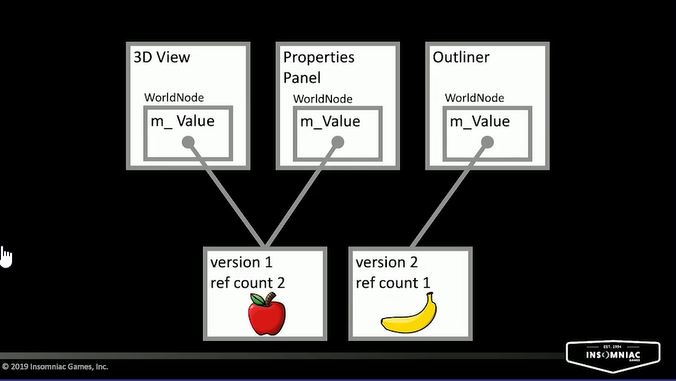 3D View
WorldNode
m_ Value
Properties
Panel
WorldNode
m_Value
Outliner
WorldNode
m_ Value
version 1
ref count 2
version 2
ref count 1
© 2019 Insomniac Games, Inc.
EST. 1994
INSOMNIAC
GAMES